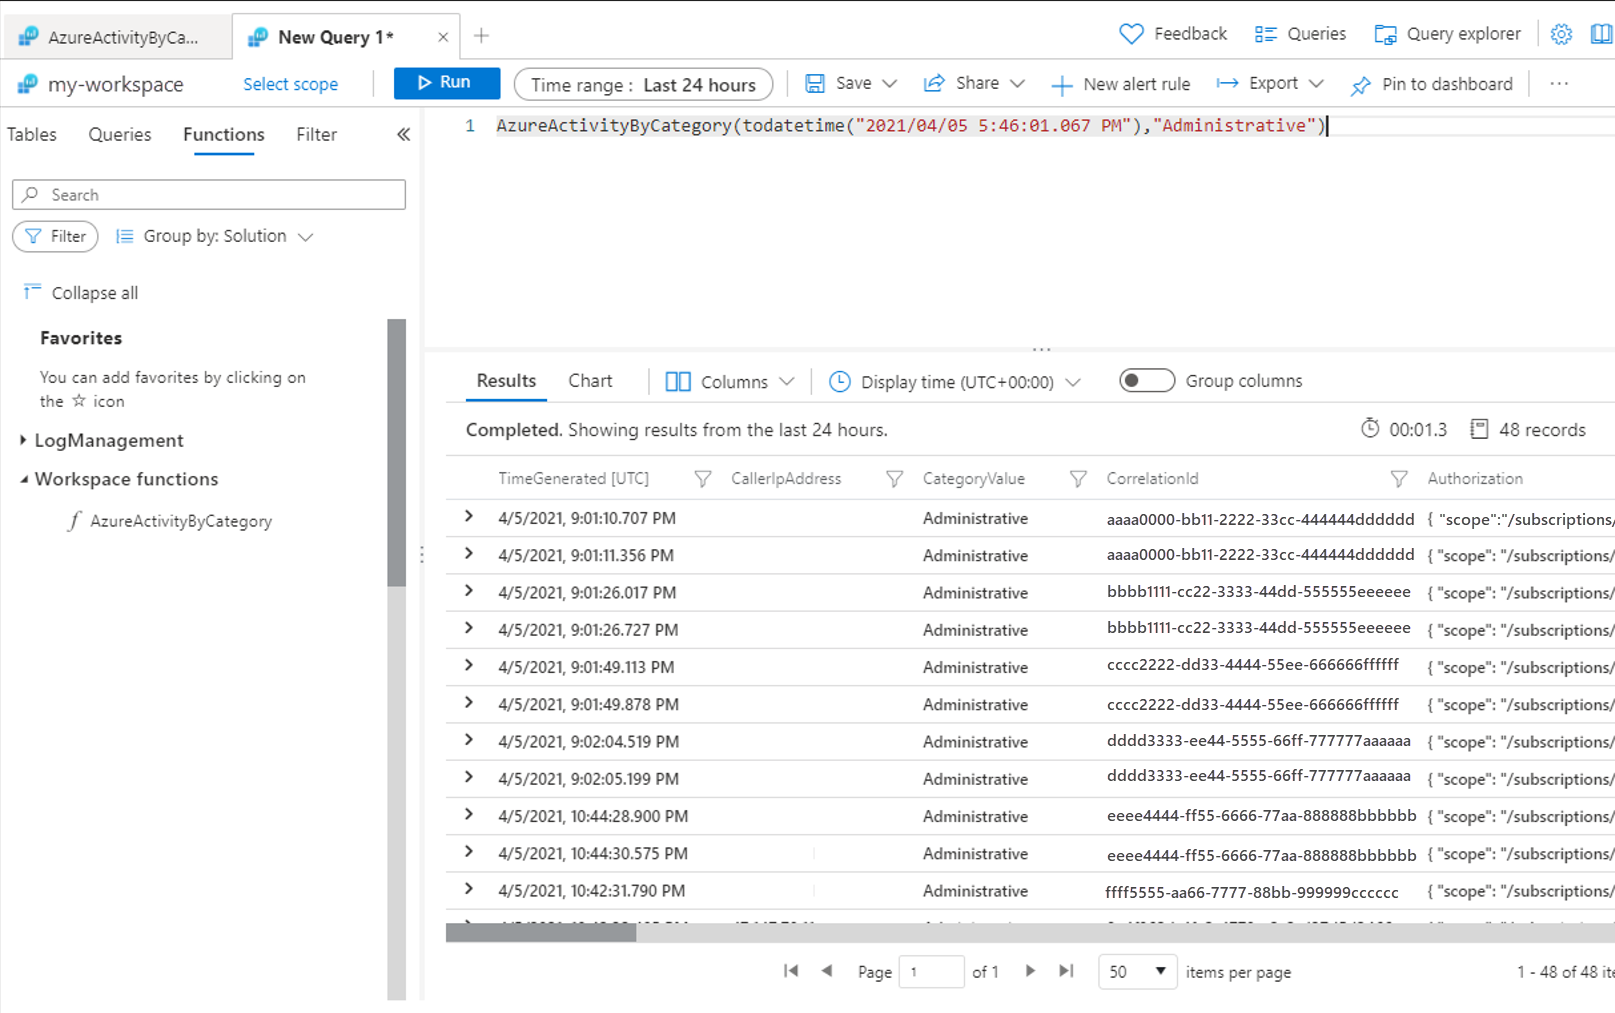 AzureActivityByCa...
New Query 1*
Feedback
Queries
Query explorer
my-workspace
Select scope
Run
Time range : Last 24 hours
Save
Share
New alert rule
Export
Pin to dashboard
Tables Queries Functions Filter
1 AzureActivityByCategory(todatetime("2021/04/05 5:46:01.067 PM"),"Administrative")
Search
Filter
Group by: Solution
Collapse all
Favorites
You can add favorites by clicking on
the ☆ icon
LogManagement
Workspace functions
f AzureActivityByCategory
Results Chart Columns Display time (UTC+00:00) Group columns
Completed. Showing results from the last 24 hours. 00:01.3 48 records
TimeGenerated [UTC] CallerIpAddress CategoryValue CorrelationId Authorization
4/5/2021, 9:01:10.707 PM Administrative aaaa0000-bb11-2222-33cc-444444dddddd { "scope":"/subscriptions/
4/5/2021, 9:01:11.356 PM Administrative aaaa0000-bb11-2222-33cc-444444dddddd { "scope": "/subscriptions/
4/5/2021, 9:01:26.017 PM Administrative bbbb1111-cc22-3333-44dd-555555eeeeee { "scope": "/subscriptions/
4/5/2021, 9:01:26.727 PM Administrative bbbb1111-cc22-3333-44dd-555555eeeeee { "scope": "/subscriptions/
4/5/2021, 9:01:49.113 PM Administrative cccc2222-dd33-4444-55ee-666666ffffff { "scope": "/subscriptions/
4/5/2021, 9:01:49.878 PM Administrative cccc2222-dd33-4444-55ee-666666ffffff { "scope": "/subscriptions/
4/5/2021, 9:02:04.519 PM Administrative dddd3333-ee44-5555-66ff-777777aaaaaa { "scope": "/subscriptions/
4/5/2021, 9:02:05.199 PM Administrative dddd3333-ee44-5555-66ff-777777aaaaaa { "scope": "/subscriptions/
4/5/2021, 10:44:28.900 PM Administrative eeee4444-ff55-6666-77aa-888888bbbbbb { "scope": "/subscriptions/
4/5/2021, 10:44:30.575 PM Administrative eeee4444-ff55-6666-77aa-888888bbbbbb { "scope": "/subscriptions/
4/5/2021, 10:42:31.790 PM Administrative ffff5555-aa66-7777-88bb-999999cccccc { "scope": "/subscriptions/
Page 1 of 1 50 items per page 1 - 48 of 48 ite